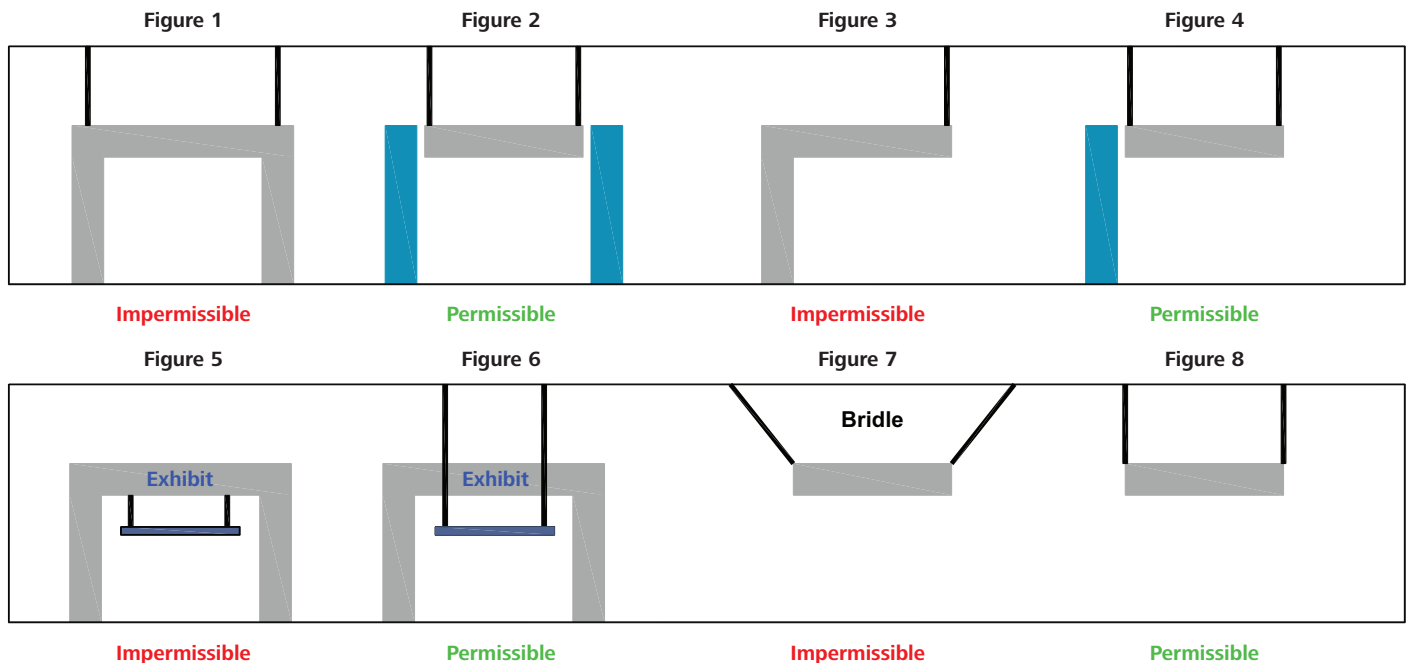 Figure 1
Figure 2
Figure 3
Figure 4
Impermissible
Permissible
Impermissible
Permissible
Figure 5
Figure 6
Figure 7
Figure 8
Exhibit
Exhibit
Bridle
Impermissible
Permissible
Impermissible
Permissible